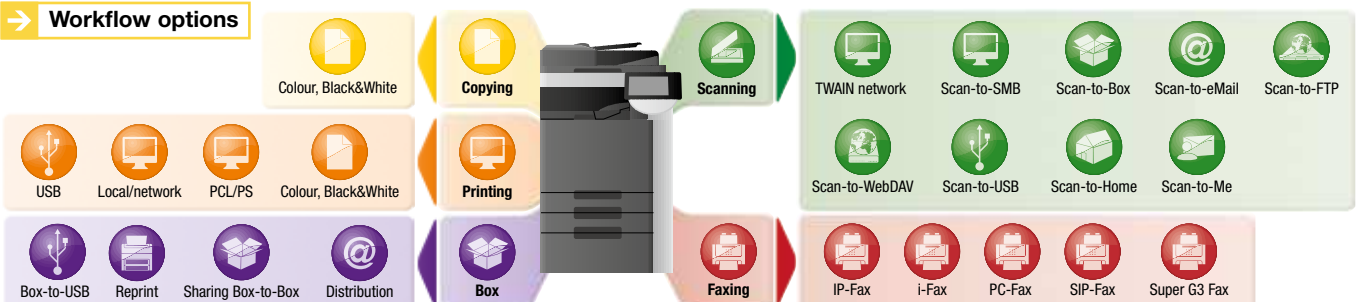 Workflow options
Colour, Black&White
Copying
Scanning
TWAIN network
Scan-to-SMB
Scan-to-Box
Scan-to-eMail
Scan-to-FTP
Scan-to-WebDAV
Scan-to-USB
Scan-to-Home
Scan-to-Me
USB
Local/network
PCL/PS
Colour, Black&White
Printing
Box-to-USB
Reprint
Sharing Box-to-Box
Distribution
Box
Faxing
IP-Fax
i-Fax
PC-Fax
SIP-Fax
Super G3 Fax